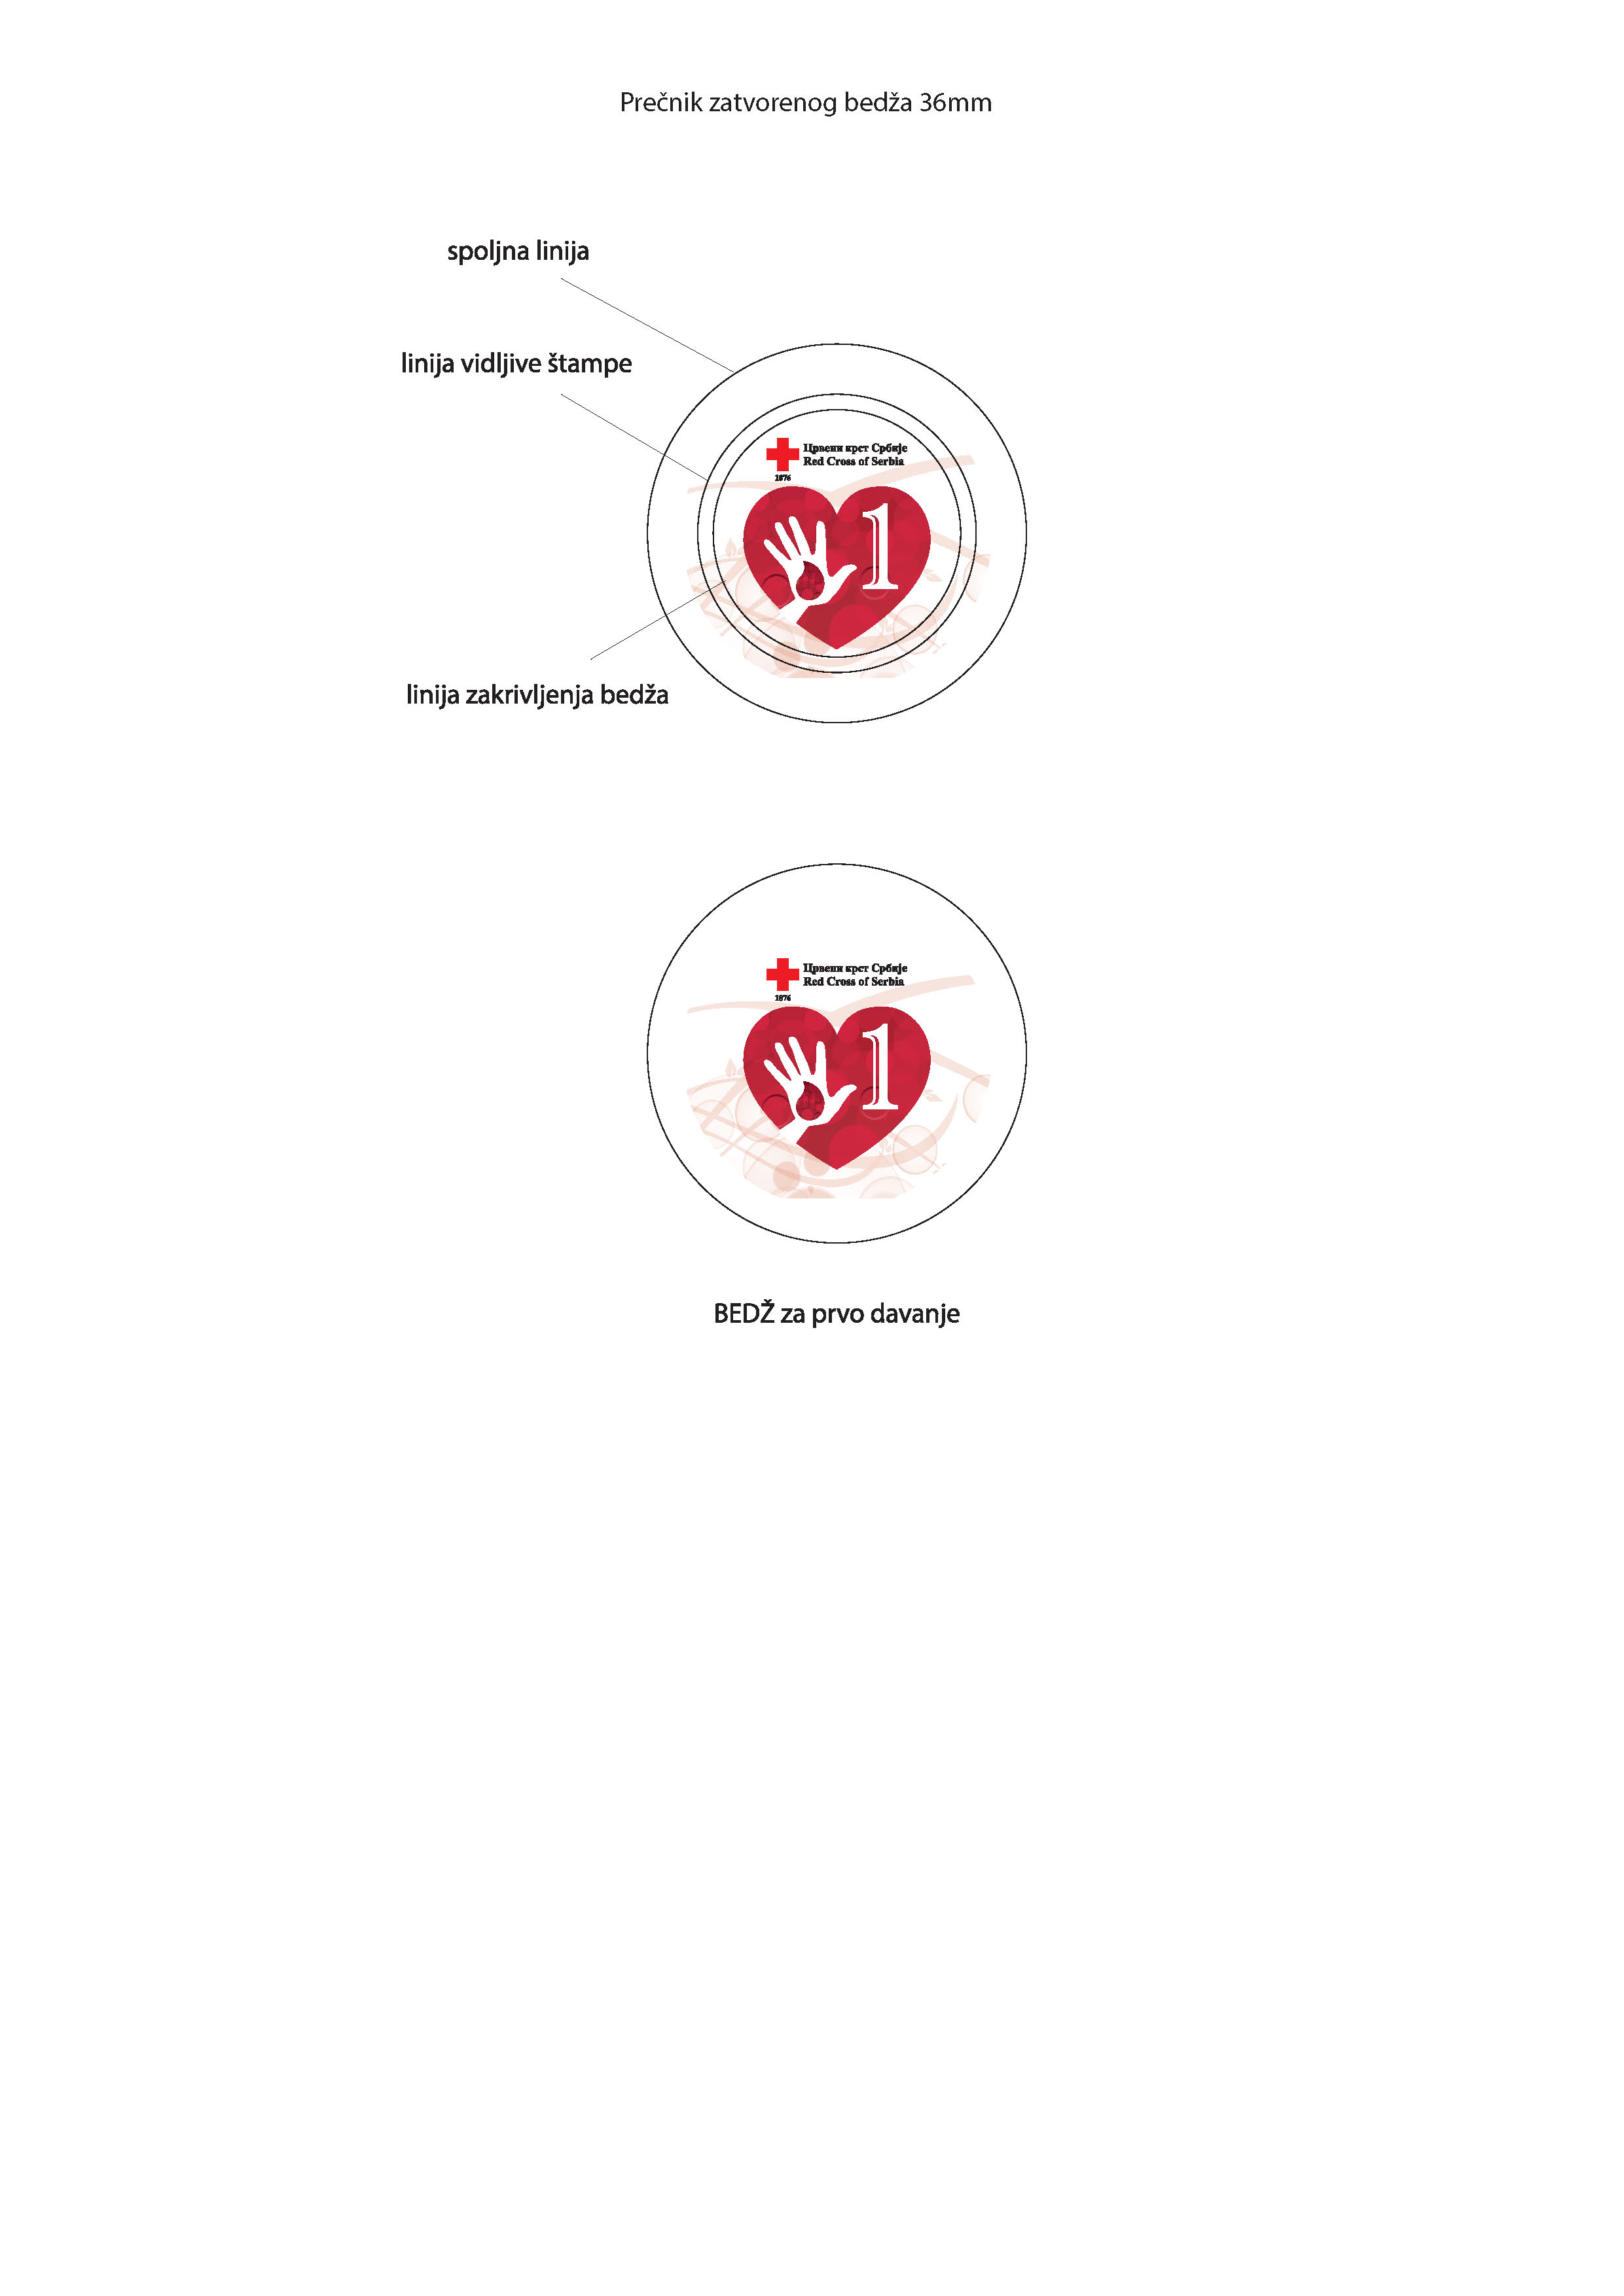 Prečnik zatvorenog bedža 36mm
spoljna linija
linija vidljive štampe
Црвени крст Србије
Red Cross of Serbia
1876
1
linija zakrivljenja bedža
Црвени крст Србије
Red Cross of Serbia
1876
1
BEDŽ za prvo davanje